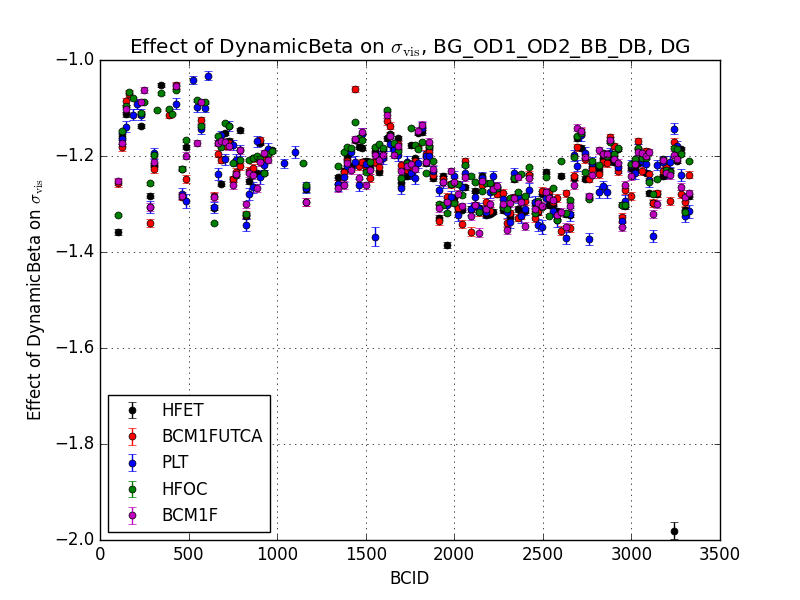 Effect of DynamicBeta on σvis, BG_OD1_OD2_BB_DB, DG
−1.0
−1.2
−1.4
−1.6
−1.8
−2.0
Effect of DynamicBeta on σvis
HFET
BCM1FUTCA
PLT
HFOC
BCM1F
0 500 1000 1500 2000 2500 3000 3500
BCID